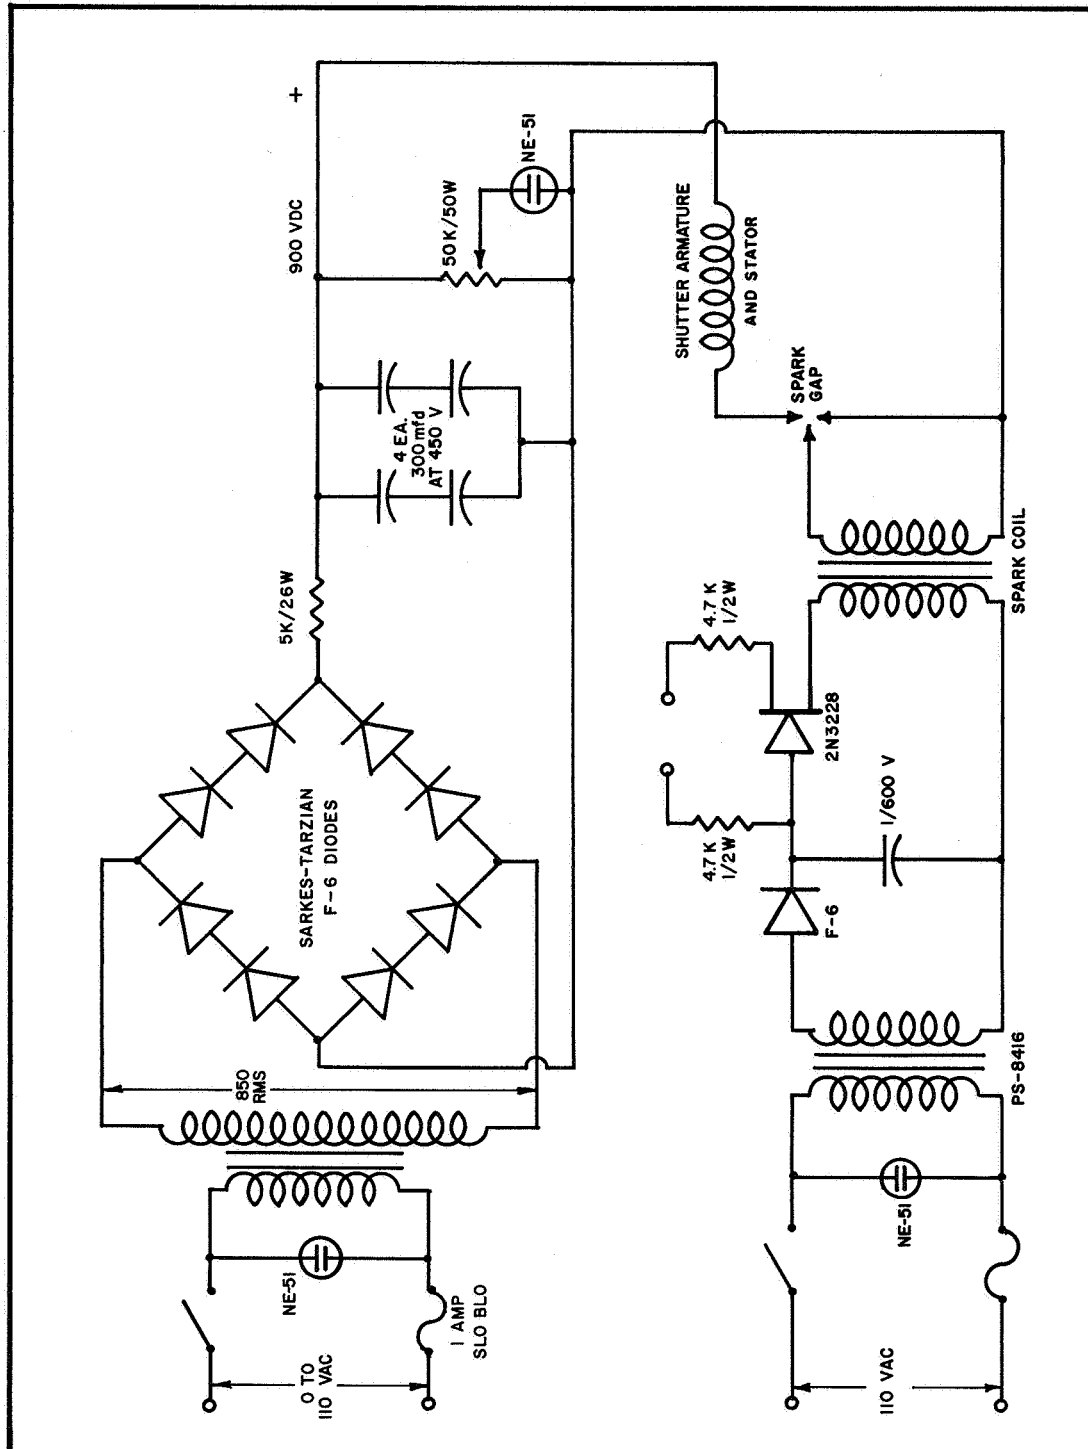 +
900 VDC
NE-51
50K/50W
4 EA.
300 mfd
AT 450 V
5K/26W
SARKES-TARZIAN
F-6 DIODES
850
RMS
NE-51
1 AMP
SLO BLO
0 TO
110 VAC
SHUTTER ARMATURE
AND STATOR
SPARK
GAP
SPARK COIL
4.7 K
1/2W
2N3228
4.7 K
1/2W
1/600 V
F-6
PS-8416
NE-51
110 VAC